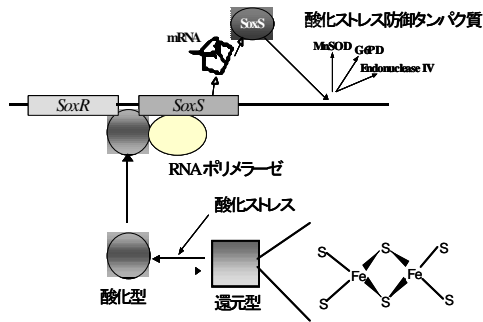 SoxS
酸化ストレス防御タンパク質
mRNA
MnSOD
G6PD
Endonuclease IV
SoxR
SoxS
RNAポリメラーゼ
酸化ストレス
酸化型
還元型
S
S
S
Fe
Fe
S
S
S